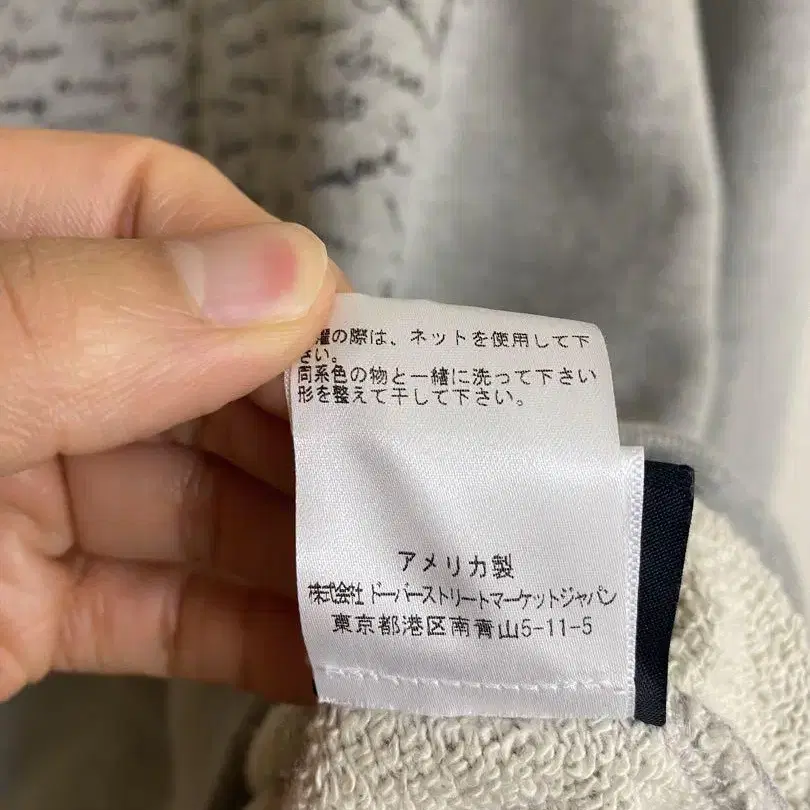 濯の際は、ネットを使用して下
さい。
同系色の物と一緒に洗って下さい
形を整えて干して下さい。
アメリカ製
株式会社 ドーバーストリートマーケットジャパン
東京都港区南青山5-11-5